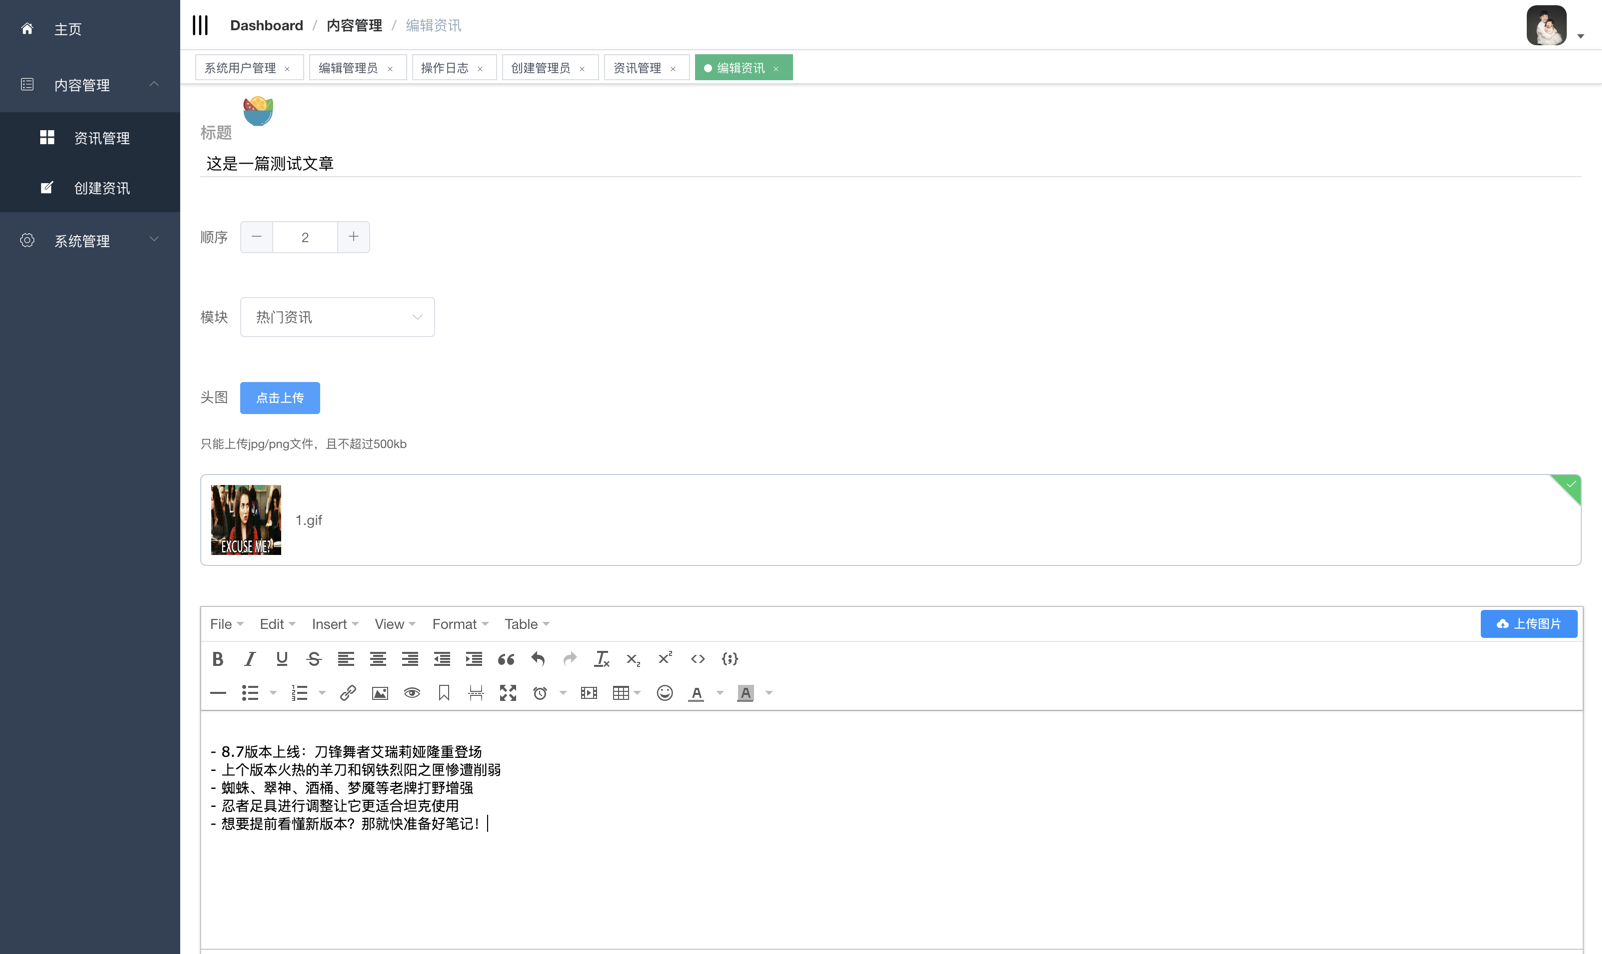 主页
内容管理
资讯管理
创建资讯
系统管理
Dashboard / 内容管理 / 编辑资讯
系统用户管理 × 编辑管理员 × 操作日志 × 创建管理员 × 资讯管理 × 编辑资讯 ×
标题
这是一篇测试文章
顺序 2
模块 热门资讯
头图 点击上传
只能上传jpg/png文件，且不超过500kb
EXCUSE ME?
1.gif
File Edit Insert View Format Table 上传图片
- 8.7版本上线：刀锋舞者艾瑞莉娅隆重登场
- 上个版本火热的羊刀和钢铁烈阳之匣惨遭削弱
- 蜘蛛、翠神、酒桶、梦魇等老牌打野增强
- 忍者足具进行调整让它更适合坦克使用
- 想要提前看懂新版本？那就快准备好笔记！